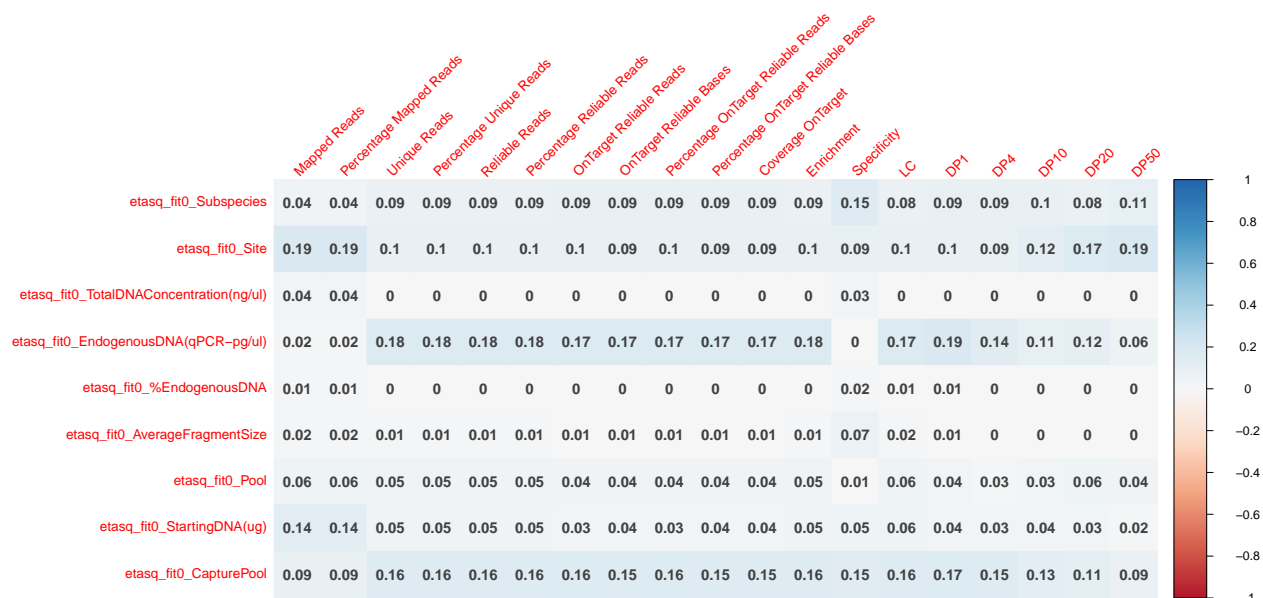 Mapped Reads
Percentage Mapped Reads
Unique Reads
Percentage Unique Reads
Reliable Reads
Percentage Reliable Reads
OnTarget Reliable Reads
OnTarget Reliable Bases
Percentage OnTarget Reliable Reads
Percentage OnTarget Reliable Bases
Coverage OnTarget
Enrichment
Specificity
LC
DP1
DP4
DP10
DP20
DP50
etasq_fit0_Subspecies 0.04 0.04 0.09 0.09 0.09 0.09 0.09 0.09 0.09 0.09 0.09 0.09 0.15 0.08 0.09 0.09 0.1 0.08 0.11
etasq_fit0_Site 0.19 0.19 0.1 0.1 0.1 0.1 0.1 0.09 0.1 0.09 0.09 0.1 0.09 0.1 0.1 0.09 0.12 0.17 0.19
etasq_fit0_TotalDNAConcentration(ng/ul) 0.04 0.04 0 0 0 0 0 0 0 0 0 0 0.03 0 0 0 0 0 0
etasq_fit0_EndogenousDNA(qPCR−pg/ul) 0.02 0.02 0.18 0.18 0.18 0.18 0.17 0.17 0.17 0.17 0.17 0.18 0 0.17 0.19 0.14 0.11 0.12 0.06
etasq_fit0_%EndogenousDNA 0.01 0.01 0 0 0 0 0 0 0 0 0 0 0.02 0.01 0.01 0 0 0 0
etasq_fit0_AverageFragmentSize 0.02 0.02 0.01 0.01 0.01 0.01 0.01 0.01 0.01 0.01 0.01 0.01 0.07 0.02 0.01 0 0 0 0
etasq_fit0_Pool 0.06 0.06 0.05 0.05 0.05 0.05 0.04 0.04 0.04 0.04 0.04 0.05 0.01 0.06 0.04 0.03 0.03 0.06 0.04
etasq_fit0_StartingDNA(ug) 0.14 0.14 0.05 0.05 0.05 0.05 0.03 0.04 0.03 0.04 0.04 0.05 0.05 0.06 0.04 0.03 0.04 0.03 0.02
etasq_fit0_CapturePool 0.09 0.09 0.16 0.16 0.16 0.16 0.16 0.15 0.16 0.15 0.15 0.16 0.15 0.16 0.17 0.15 0.13 0.11 0.09
1
0.8
0.6
0.4
0.2
0
−0.2
−0.4
−0.6
−0.8
−1